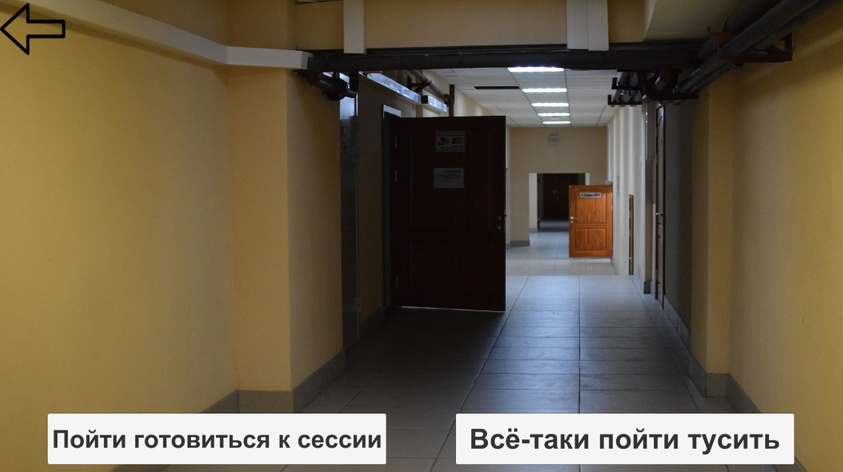 Пойти готовиться к сессии
Всё-таки пойти тусить